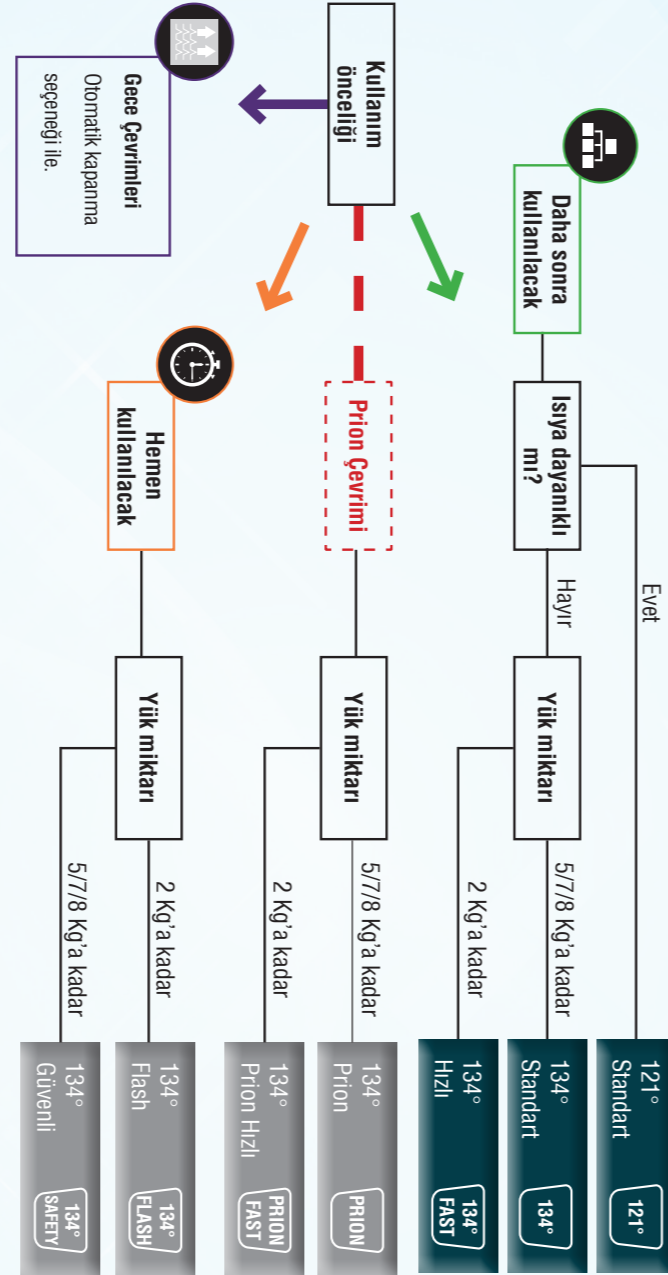 Kullanım
önceliği
Daha sonra
kullanılacak
Isıya dayanıklı
mı?
Evet
Hayır
Yük miktarı
5/7/8 Kg’a kadar
2 Kg’a kadar
121°
Standart
121°
134°
Standart
134°
134°
Hızlı
134°
FAST
Prion Çevrimi
Yük miktarı
5/7/8 Kg’a kadar
2 Kg’a kadar
134°
Prion
PRION
134°
Prion Hızlı
PRION
FAST
Hemen
kullanılacak
Yük miktarı
2 Kg’a kadar
5/7/8 Kg’a kadar
134°
Flash
134°
FLASH
134°
Güvenli
134°
SAFETY
Gece Çevrimleri
Otomatik kapanma
seçeneği ile.